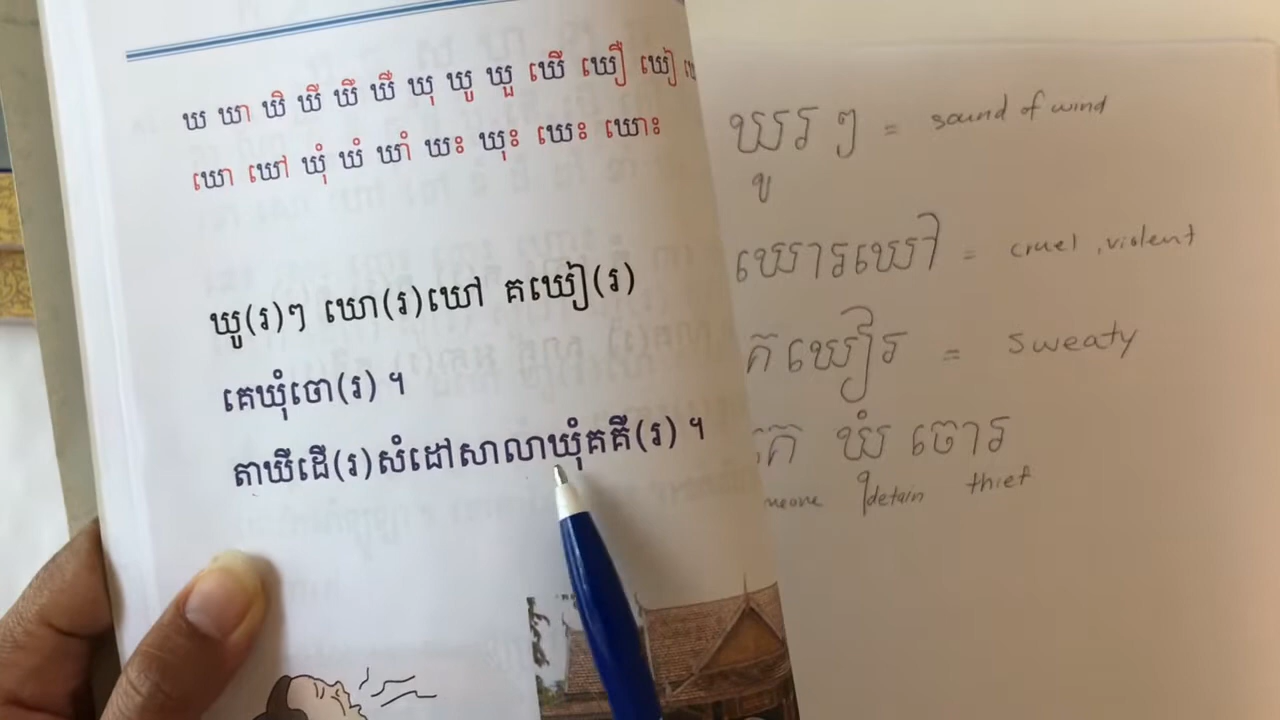 ឃ ឃា ឃិ ឃី ឃឹ ឃឺ ឃុ ឃូ ឃួ ឃើ ឃឿ ឃៀ
ឃោ ឃៅ ឃុំ ឃំ ឃាំ ឃះ ឃុះ ឃេះ ឃោះ
ឃូ(រ)ៗ ឃោ(រ)ឃៅ គឃៀ(រ)
គេឃុំចោ(រ) ។
តាឃីដើ(រ)សំដៅសាលាឃុំគគី(រ) ។
ឃូរ ៗ = sound of wind
ឃោរឃៅ = cruel, violent
គឃៀរ = sweaty
គេ ឃុំ ចោរ
detain thief